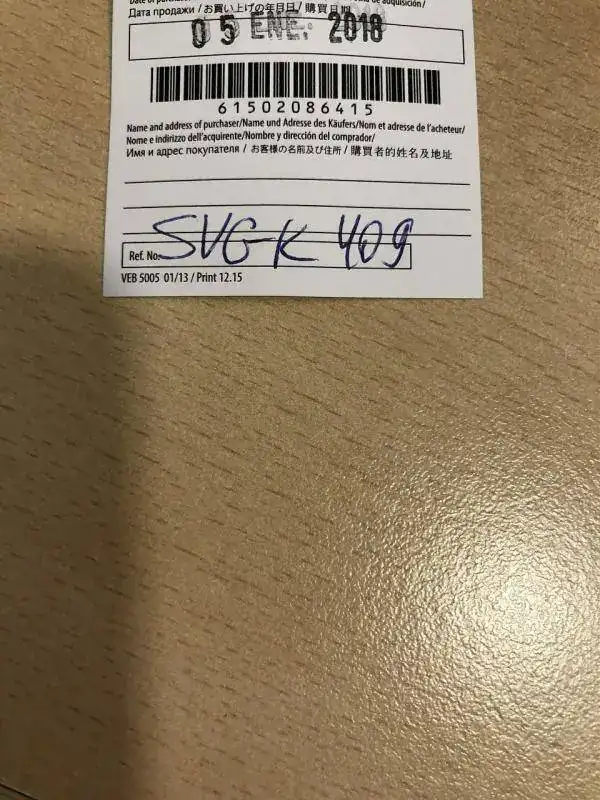 Дата продажи / お買い上げの年月日 / 購買日期
05 ENE. 2018
61502086415
Name and address of purchaser/Name und Adresse des Käufers/Nom et adresse de l'acheteur/
Nome e indirizzo dell'acquirente/Nombre y dirección del comprador/
Имя и адрес покупателя / お客様の名前及び住所 / 購買者的姓名及地址
Ref. No: SVG-K 409
VEB 5005 01/13 / Print 12.15